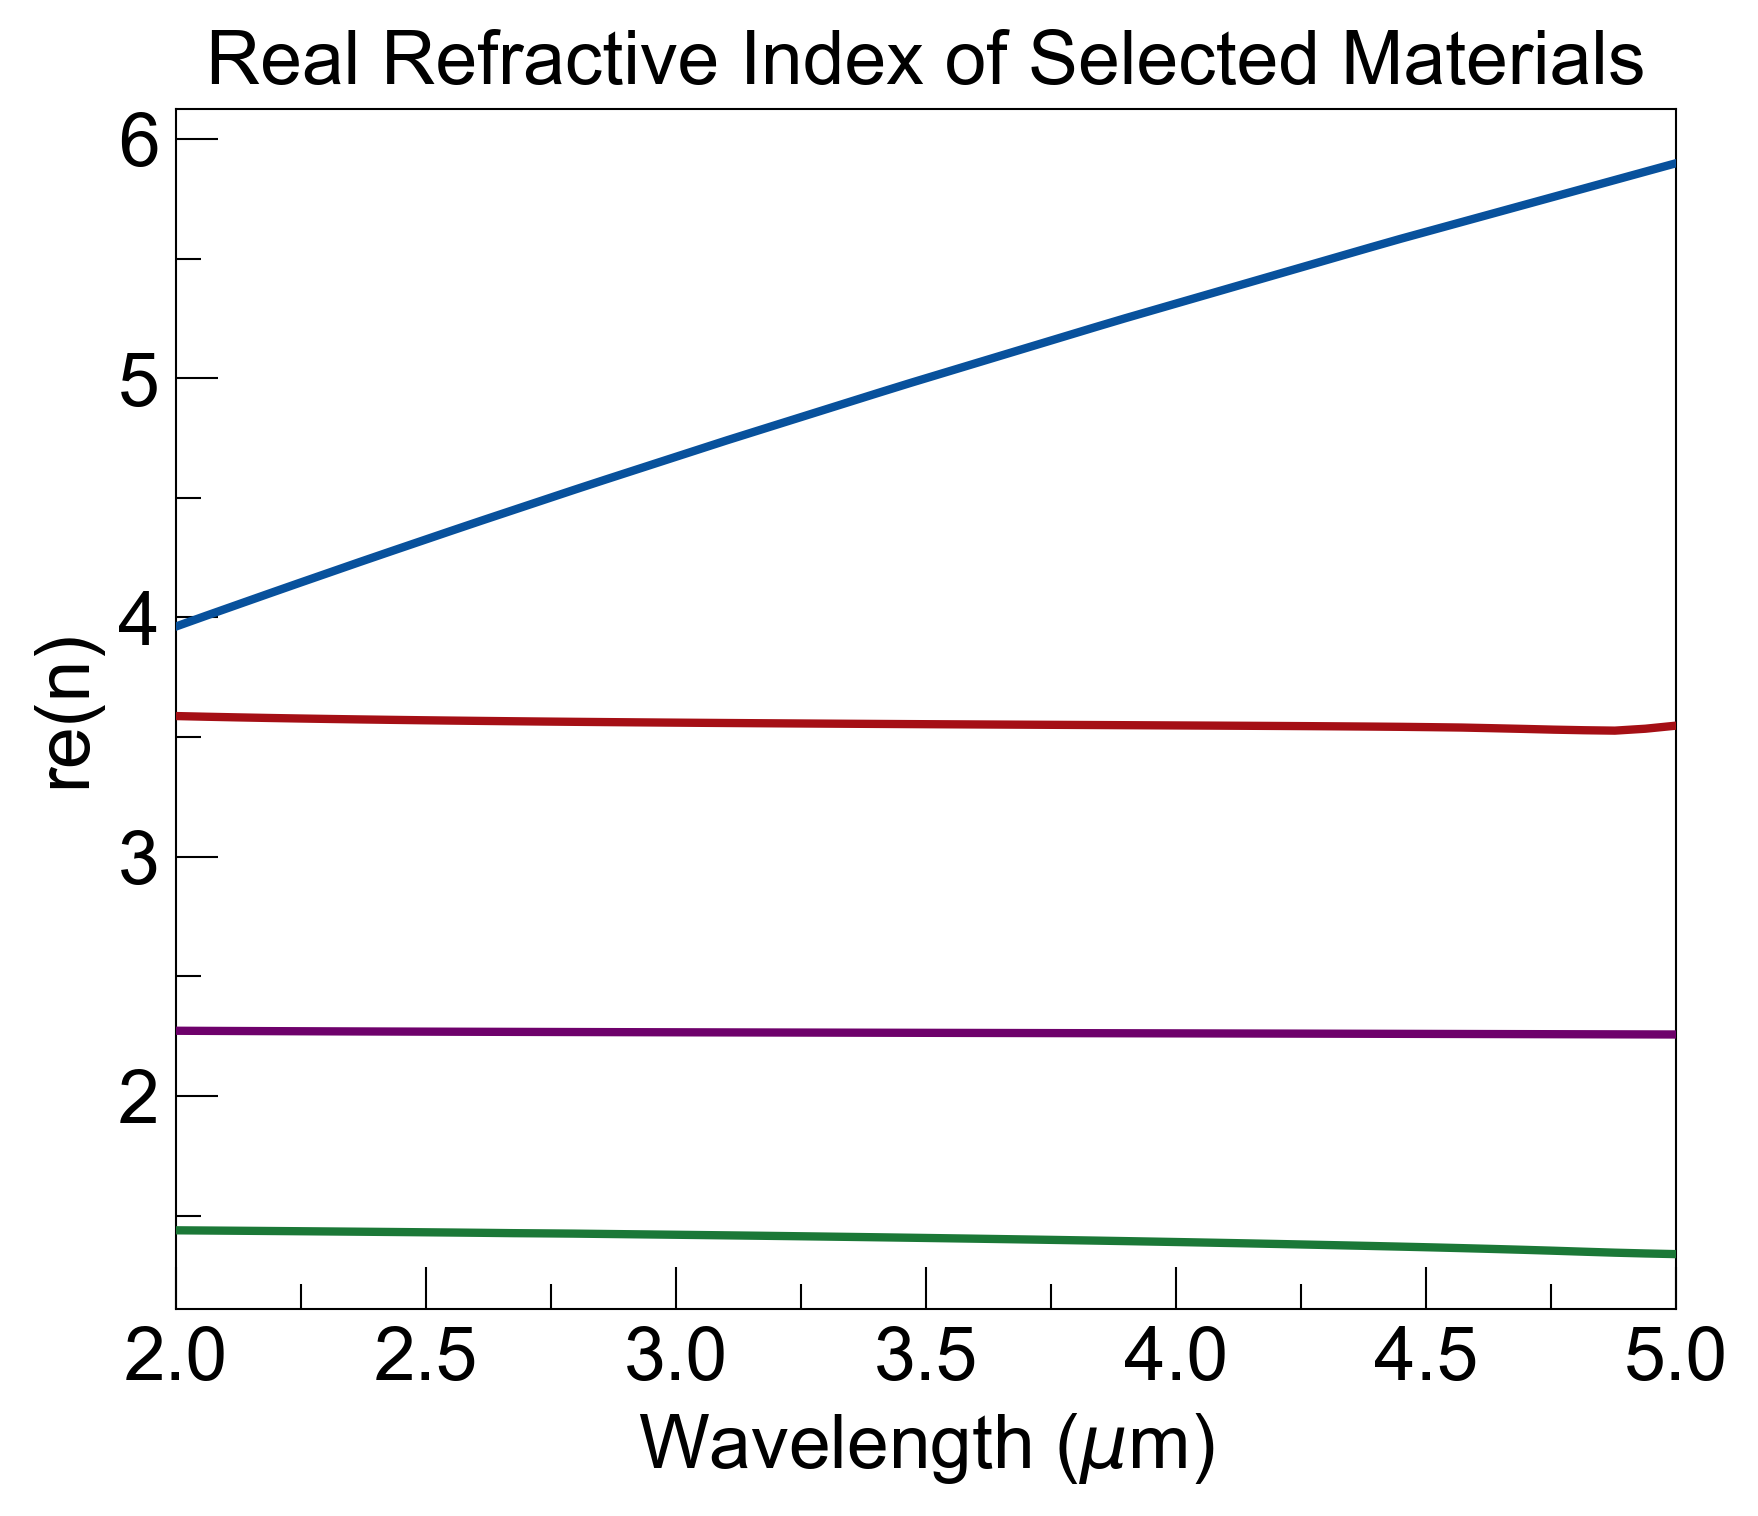 Real Refractive Index of Selected Materials
6
5
4
3
2
re(n)
2.0 2.5 3.0 3.5 4.0 4.5 5.0
Wavelength (μm)